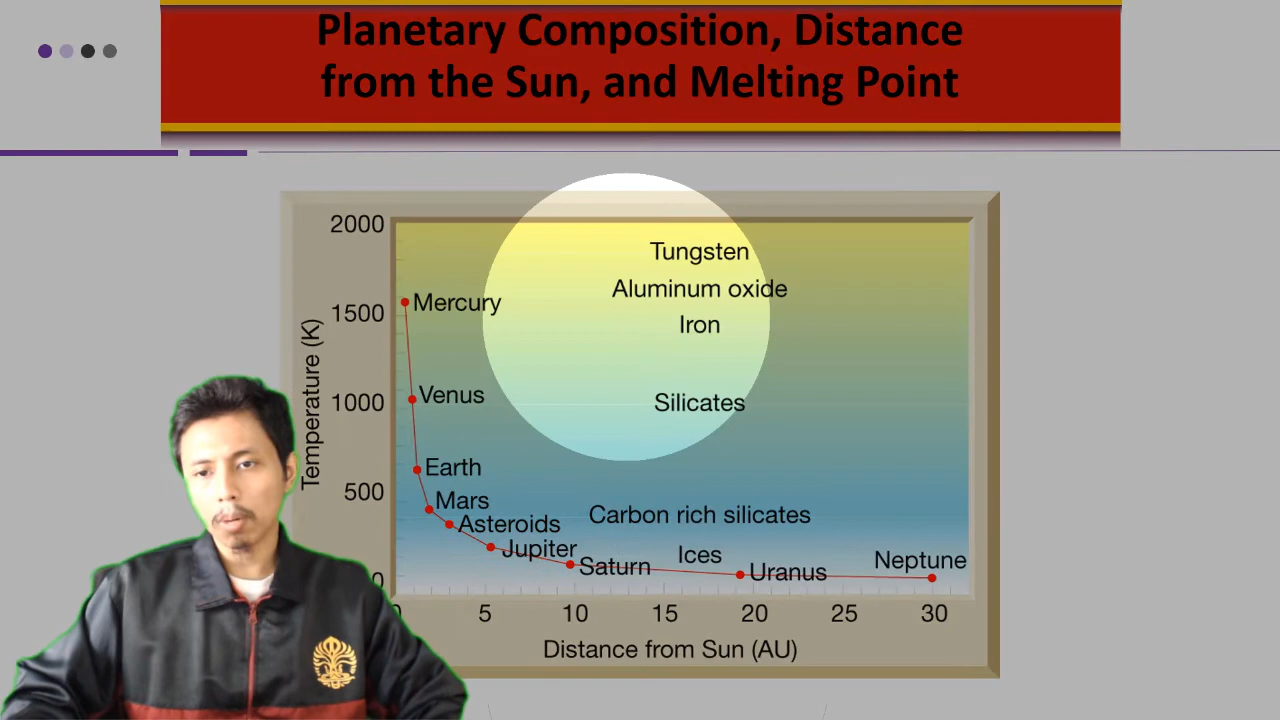 Planetary Composition, Distance
from the Sun, and Melting Point
2000
Tungsten
Aluminum oxide
Mercury
1500
Iron
Temperature (K)
Venus
1000
Silicates
Earth
500
Mars
Carbon rich silicates
Asteroids
Jupiter
Ices
Neptune
Saturn
Uranus
0
0
5
10
15
20
25
30
Distance from Sun (AU)